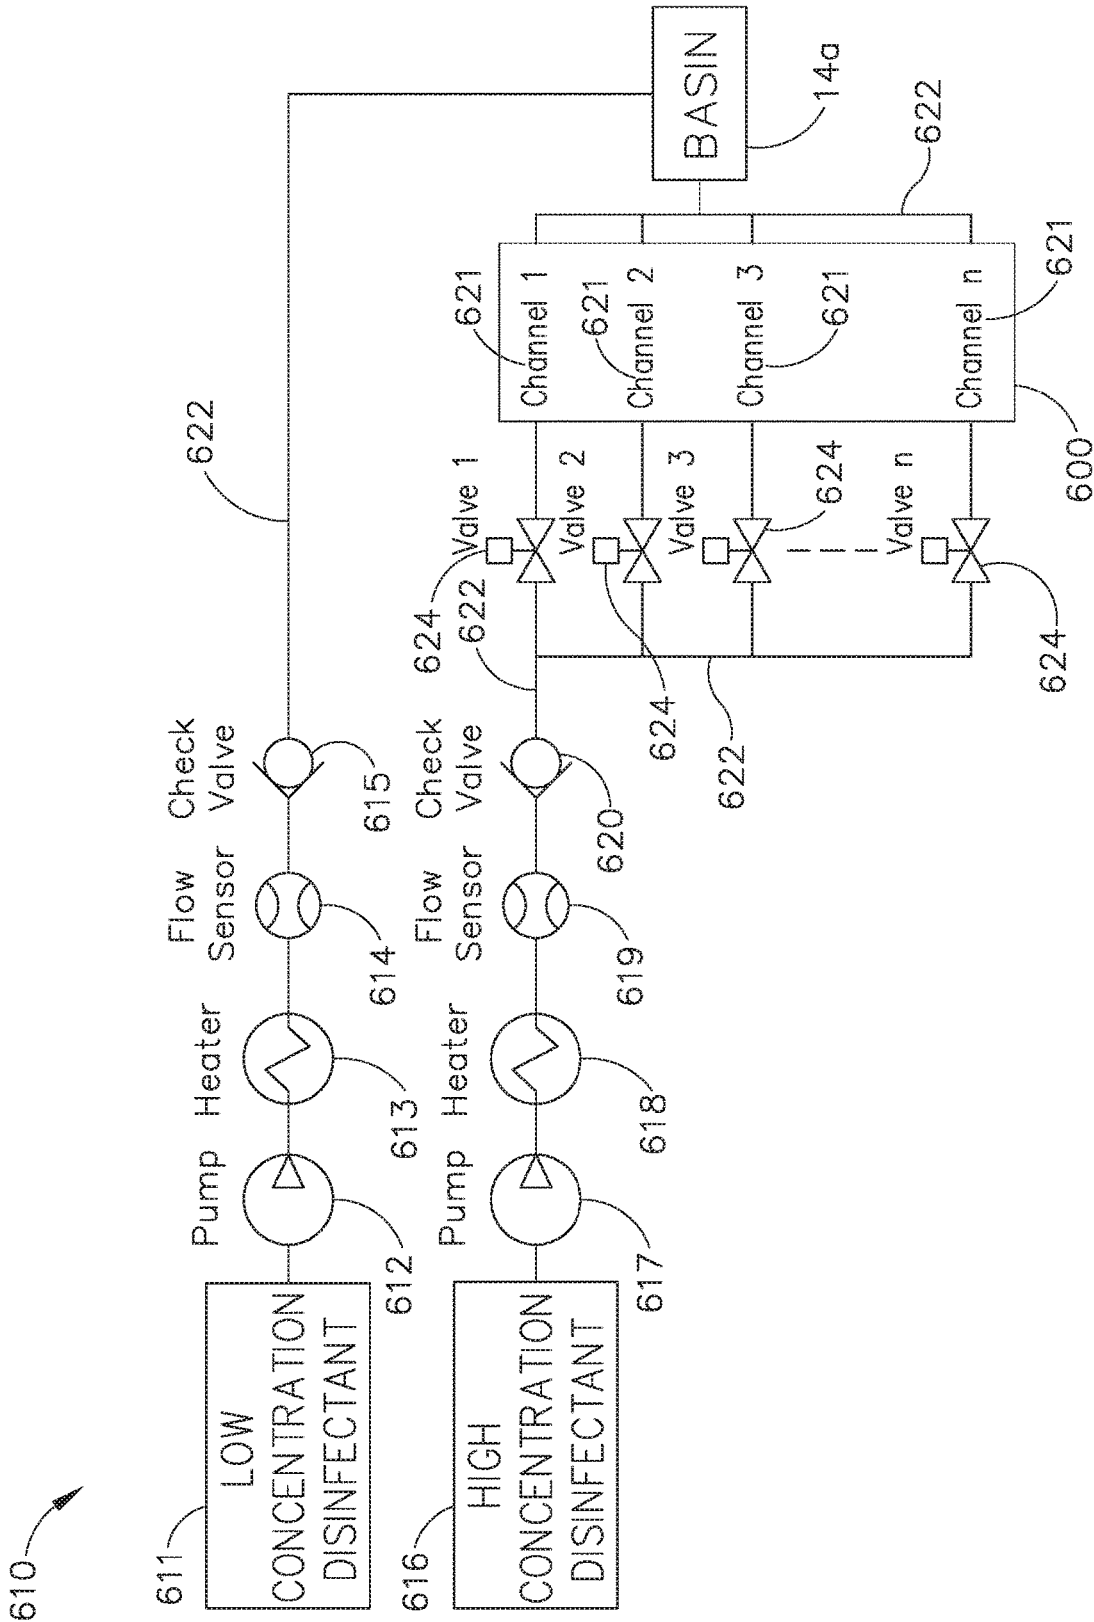 610
611
LOW
CONCENTRATION
DISINFECTANT
Pump
612
Heater
613
Flow
Sensor
614
Check
Valve
615
622
616
HIGH
CONCENTRATION
DISINFECTANT
Pump
617
Heater
618
Flow
Sensor
619
Check
Valve
620
622
622
624
Valve 1
624
Valve 2
Valve 3
624
Valve n
624
621
Channel 1
621
Channel 2
Channel 3
621
Channel n
621
600
BASIN
14a
622